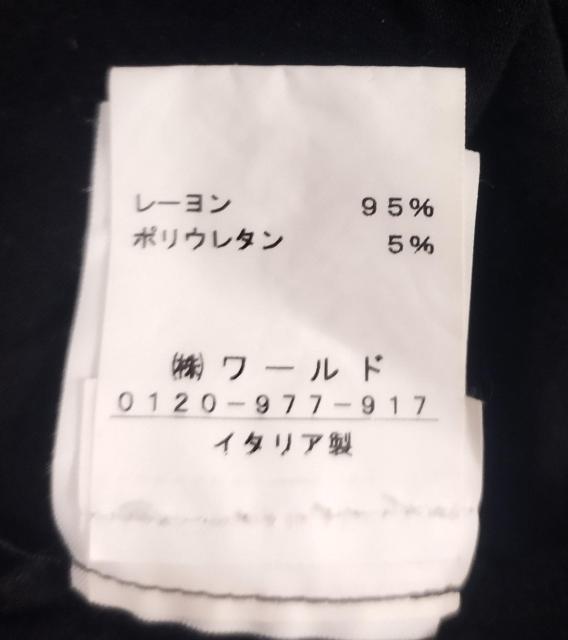 レーヨン 95%
ポリウレタン 5%
㈱ワールド
0120-977-917
イタリア製